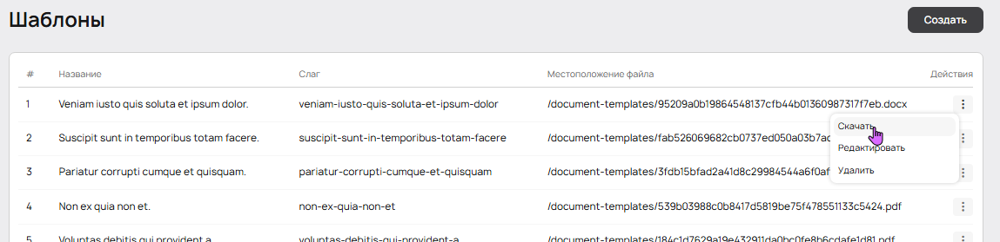 Шаблоны
Создать
# Название Слаг Местоположение файла Действия
1 Veniam iusto quis soluta et ipsum dolor. veniam-iusto-quis-soluta-et-ipsum-dolor /document-templates/95209a0b19864548137cfb44b01360987317f7eb.docx
Скачать
2 Suscipit sunt in temporibus totam facere. suscipit-sunt-in-temporibus-totam-facere /document-templates/fab526069682cb0737ed050a03b7ac
Редактировать
3 Pariatur corrupti cumque et quisquam. pariatur-corrupti-cumque-et-quisquam /document-templates/3fdb15bfad2a41d8c29984544a6f0af
Удалить
4 Non ex quia non et. non-ex-quia-non-et /document-templates/539b03988c0b8417d5819be75f478551133c5424.pdf
5 Voluptas debitis qui provident a. voluptas-debitis-qui-provident-a /document-templates/184c1d7629a19e432911da0bc0fe8b6cdafe1d81.pdf